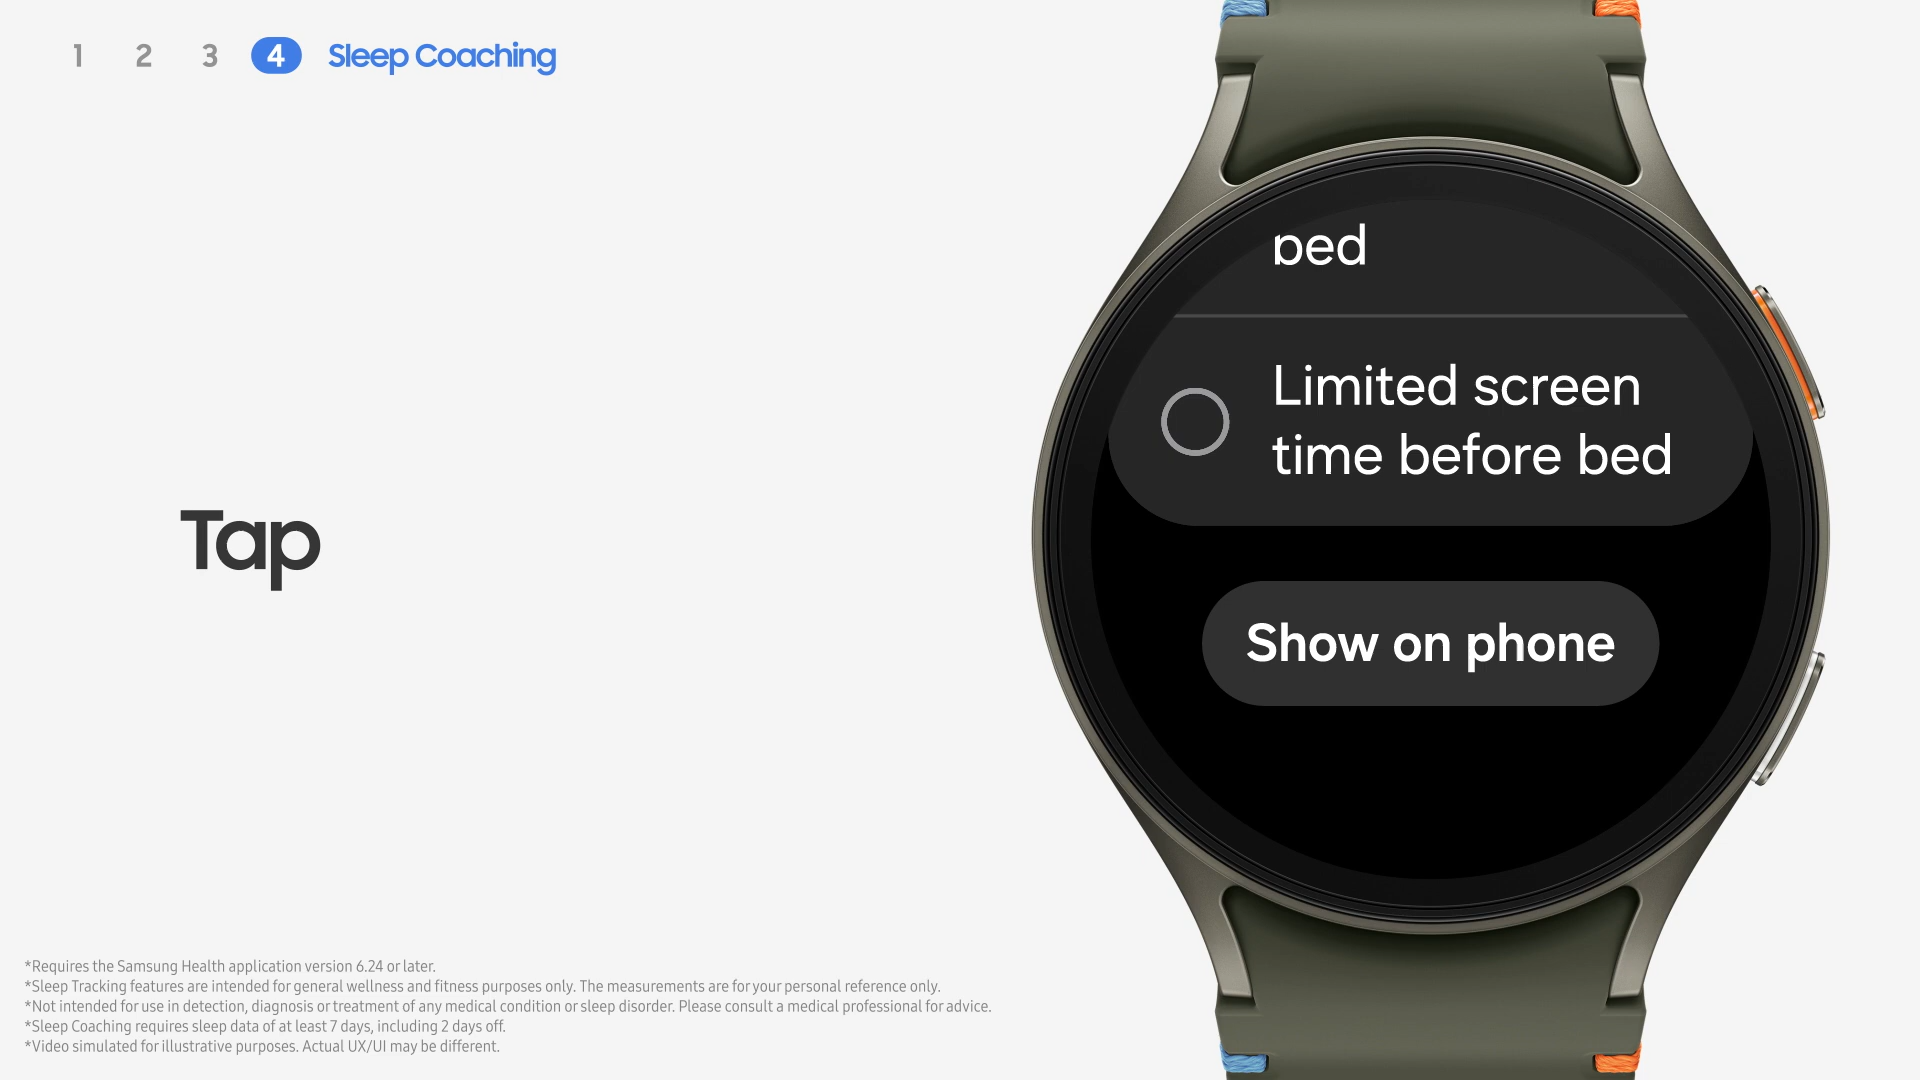 1 2 3 4 Sleep Coaching
bed
Limited screen
time before bed
Tap
Show on phone
*Requires the Samsung Health application version 6.24 or later.
*Sleep Tracking features are intended for general wellness and fitness purposes only. The measurements are for your personal reference only.
*Not intended for use in detection, diagnosis or treatment of any medical condition or sleep disorder. Please consult a medical professional for advice.
*Sleep Coaching requires sleep data of at least 7 days, including 2 days off.
*Video simulated for illustrative purposes. Actual UX/UI may be different.